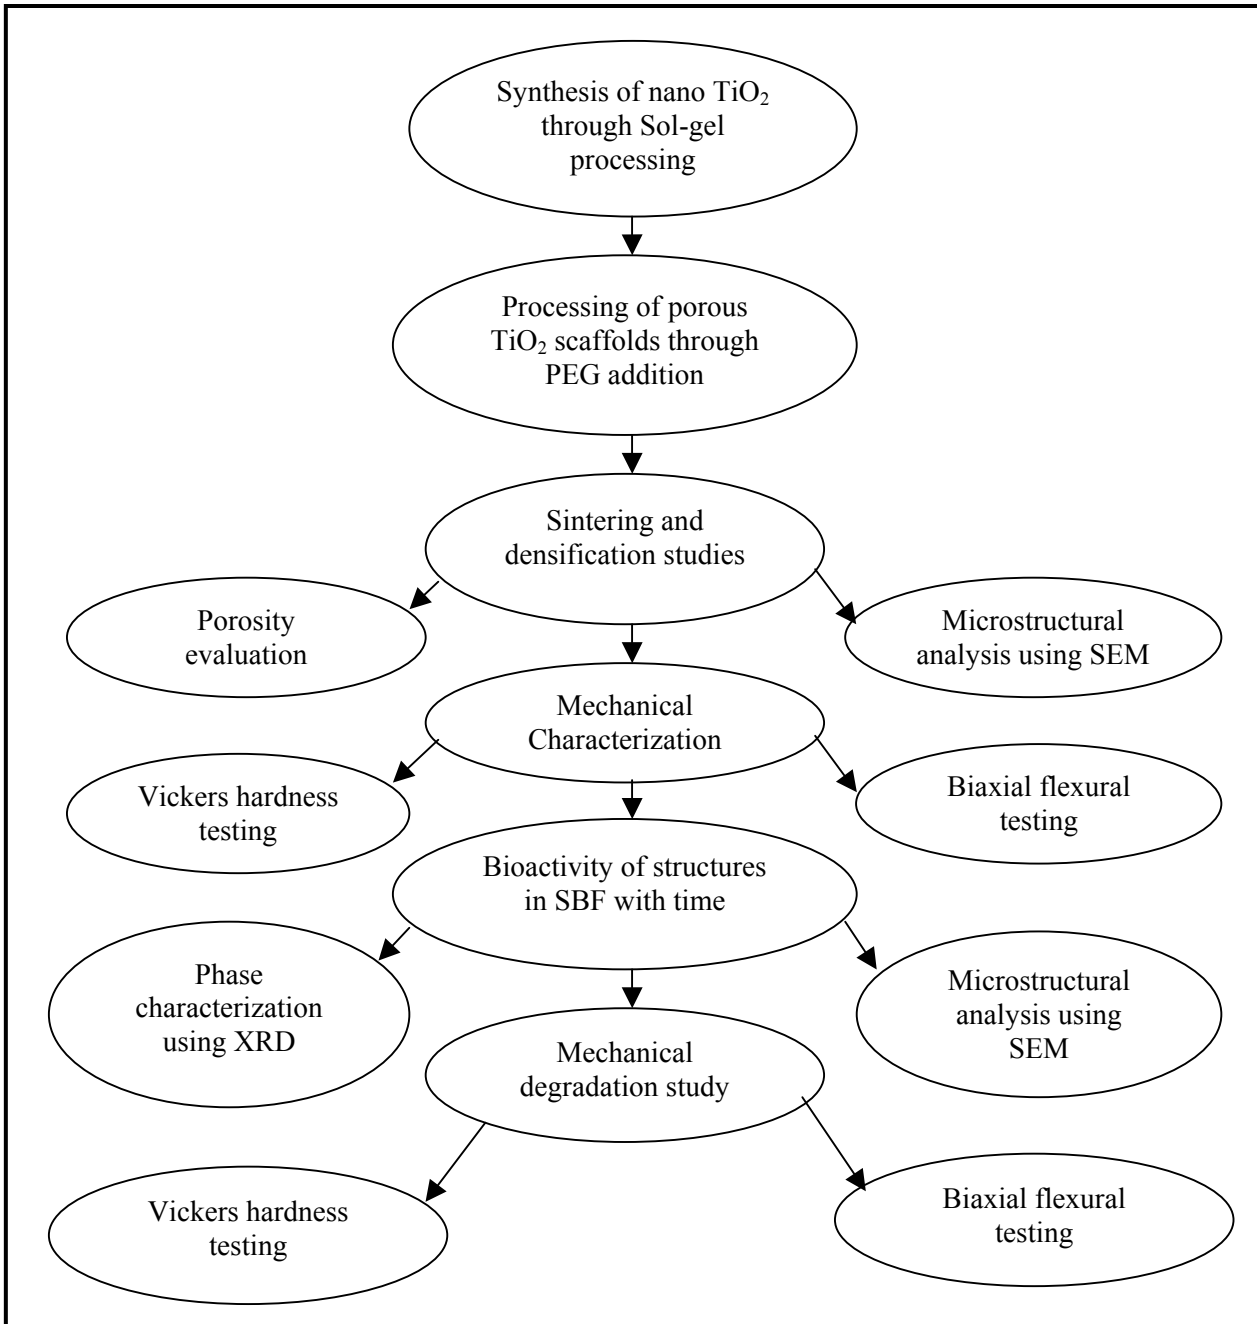 Synthesis of nano TiO₂
through Sol-gel
processing
Processing of porous
TiO₂ scaffolds through
PEG addition
Sintering and
densification studies
Porosity
evaluation
Microstructural
analysis using SEM
Mechanical
Characterization
Vickers hardness
testing
Biaxial flexural
testing
Bioactivity of structures
in SBF with time
Phase
characterization
using XRD
Microstructural
analysis using
SEM
Mechanical
degradation study
Vickers hardness
testing
Biaxial flexural
testing